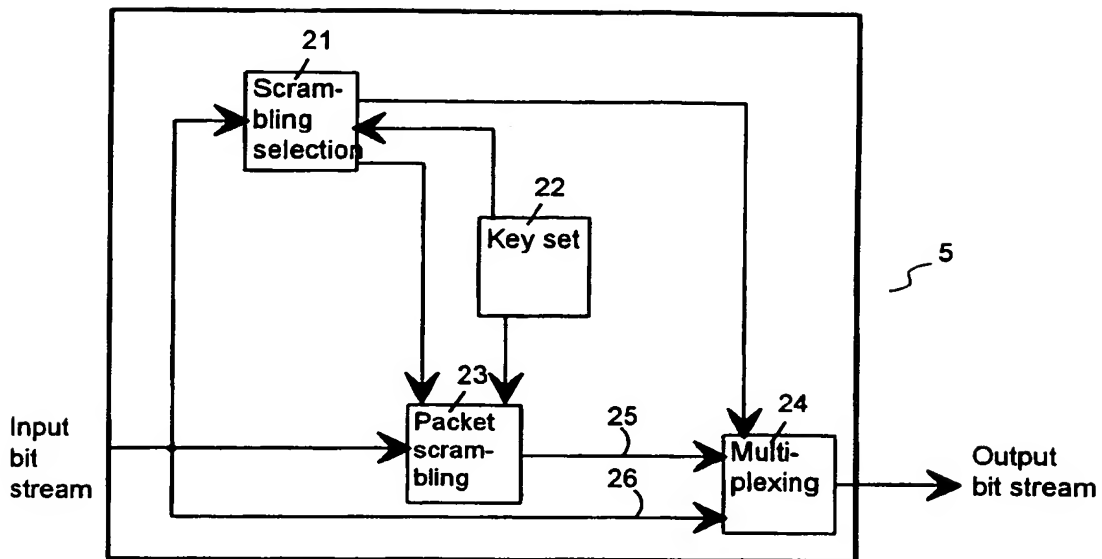 21
Scram-
bling
selection
22
Key set
5
23
Packet
scram-
bling
25
24
Multi-
plexing
26
Input
bit
stream
Output
bit stream